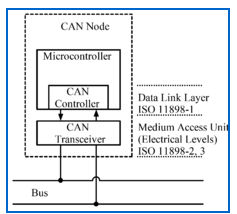 CAN Node
Microcontroller
CAN
Controller
Data Link Layer
ISO 11898-1
CAN
Transceiver
Medium Access Unit
(Electrical Levels)
ISO 11898-2, 3
Bus